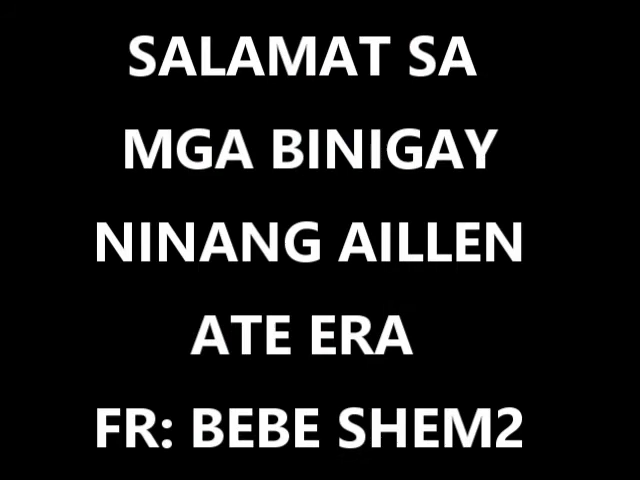 SALAMAT SA
MGA BINIGAY
NINANG AILLEN
ATE ERA
FR: BEBE SHEM2